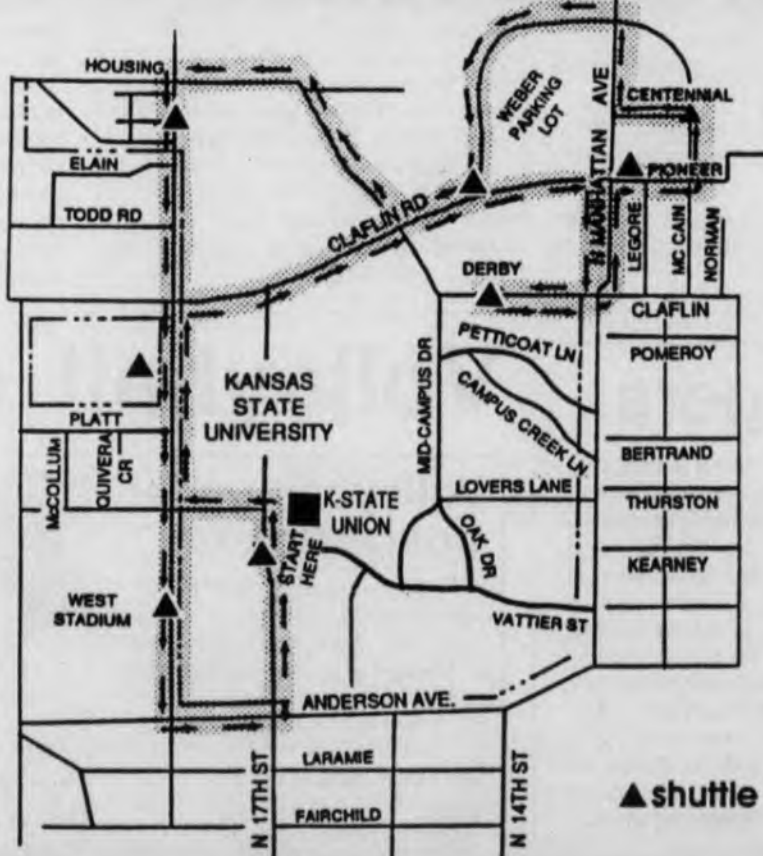 HOUSING
WEBER
PARKING
LOT
N MANHATTAN AVE
CENTENNIAL
PIONEER
ELAIN
TODD RD
CLAFLIN RD
LEGORE
MC CAIN
NORMAN
DERBY
CLAFLIN
PETTICOAT LN
POMEROY
KANSAS
STATE
UNIVERSITY
MID-CAMPUS DR
CAMPUS CREEK LN
PLATT
McCOLLUM
QUIVERA
CR
BERTRAND
LOVERS LANE
K-STATE
UNION
THURSTON
START
HERE
OAK DR
KEARNEY
WEST
STADIUM
VATTIER ST
ANDERSON AVE.
N 17TH ST
LARAMIE
N 14TH ST
FAIRCHILD
shuttle